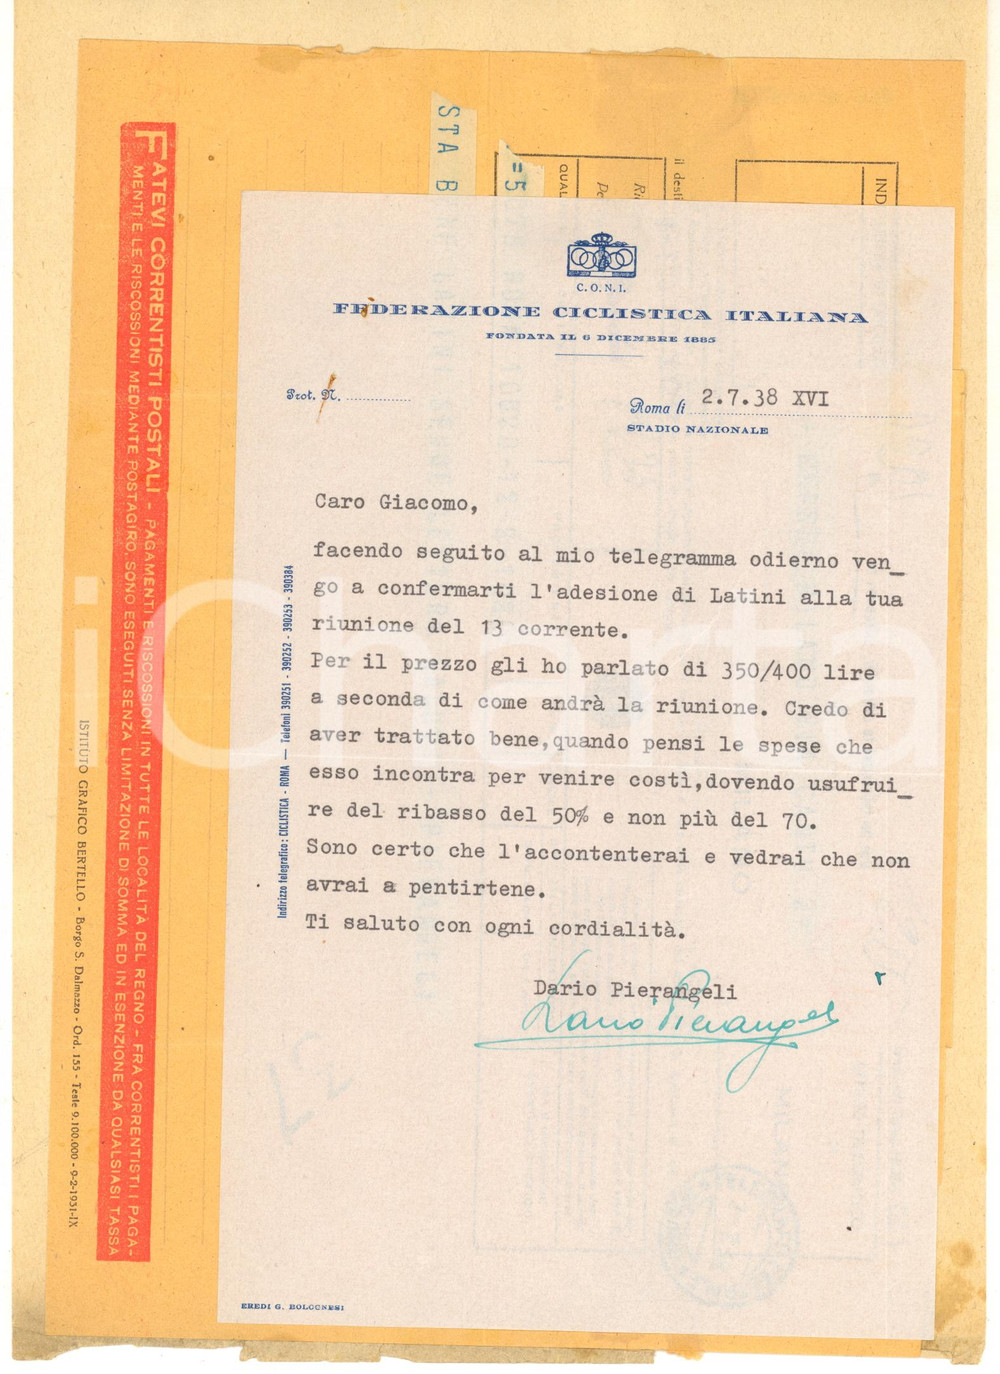 FATEVI CORRENTISTI POSTALI - PAGAMENTI E RISCOSSIONI IN TUTTE LE LOCALITÀ DEL REGNO - FRA CORRENTISTI I PAGA-
MENTI E LE RISCOSSIONI MEDIANTE POSTAGIRO, SONO ESEGUITI SENZA LIMITAZIONE DI SOMMA ED IN ESENZIONE DA QUALSIASI TASSA
ISTITUTO GRAFICO BERTELLO - Borgo S. Dalmazzo - Ord. 155 - Teste 9.100.000 - 9-2-1931-IX
STA B
=5
QUAL
il desti
IND
C.O.N.I.
FEDERAZIONE CICLISTICA ITALIANA
FONDATA IL 6 DICEMBRE 1885
Prot. N.
Roma li 2.7.38 XVI
STADIO NAZIONALE
Caro Giacomo,
facendo seguito al mio telegramma odierno ven_
go a confermarti l'adesione di Latini alla tua
riunione del 13 corrente.
Per il prezzo gli ho parlato di 350/400 lire
a seconda di come andrà la riunione. Credo di
aver trattato bene,quando pensi le spese che
esso incontra per venire costì,dovendo usufrui_
re del ribasso del 50% e non più del 70.
Sono certo che l'accontenterai e vedrai che non
avrai a pentirtene.
Ti saluto con ogni cordialità.
Dario Pierangeli
Dario Pierangeli
Indirizzo telegrafico: CICLISTICA - ROMA — Telefoni 390251 - 390252 - 390253 - 390384
EREDI G. BOLOGNESI
iCharta